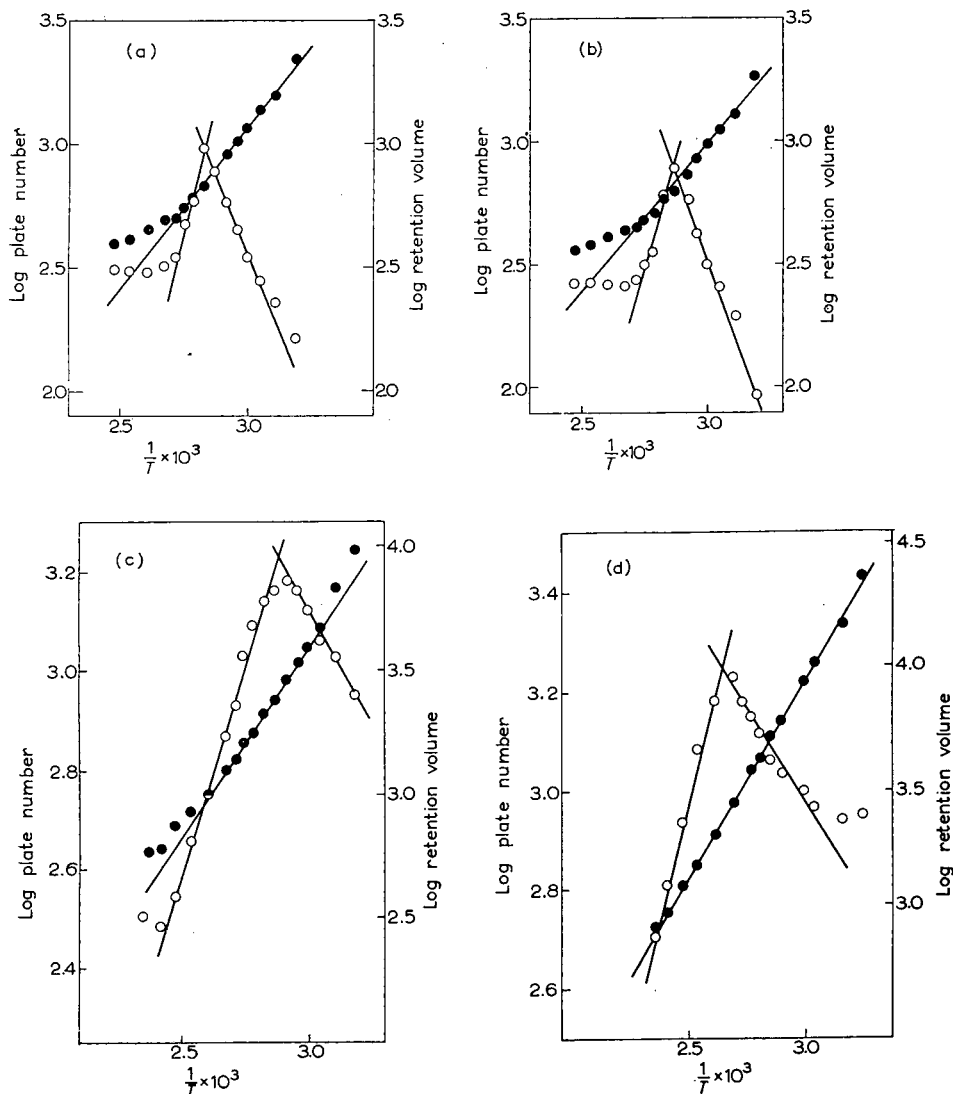 (a)
3.5
3.0
2.5
2.0
Log plate number
3.5
3.0
2.5
2.0
Log retention volume
2.5
3.0
1/T × 10³
(b)
3.5
3.0
2.5
2.0
Log plate number
3.5
3.0
2.5
2.0
Log retention volume
2.5
3.0
1/T × 10³
(c)
3.2
3.0
2.8
2.6
2.4
Log plate number
4.0
3.5
3.0
2.5
Log retention volume
2.5
3.0
1/T × 10³
(d)
3.4
3.2
3.0
2.8
2.6
Log plate number
4.5
4.0
3.5
3.0
Log retention volume
2.5
3.0
1/T × 10³